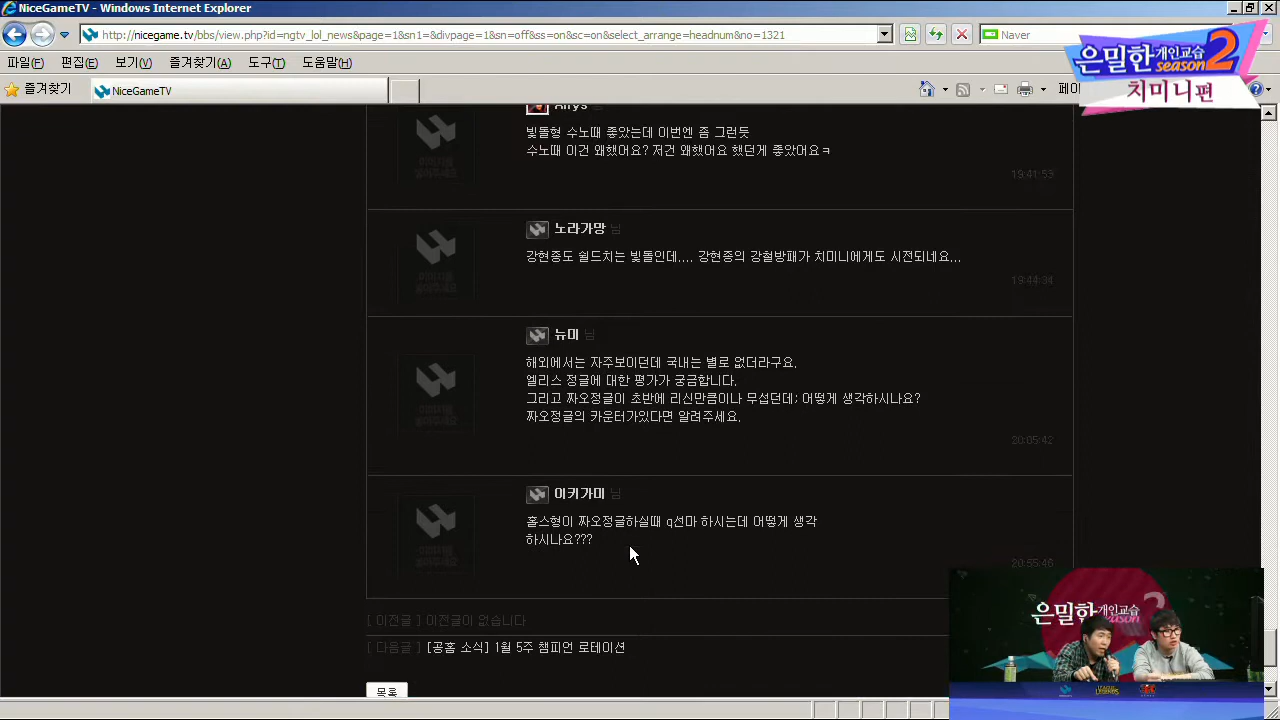 NiceGameTV - Windows Internet Explorer
http://nicegame.tv/bbs/view.php?id=ngtv_lol_news&page=1&sn1=&divpage=1&sn=off&ss=on&sc=on&select_arrange=headnum&no=1321
Naver
파일(F) 편집(E) 보기(V) 즐겨찾기(A) 도구(T) 도움말(H)
즐겨찾기
NiceGameTV
페이
은밀한 개인교습 season 2
치미니편
빛돌형 수노때 좋았는데 이번엔 좀 그런듯
수노때 이건 왜했어요? 저건 왜했어요 했던게 좋았어요ㅋ
19:41:53
노라가망 님
강현종도 쉴드치는 빛돌인데.... 강현종의 강철방패가 치미니에게도 시전되네요...
19:44:34
뉴미 님
해외에서는 자주보이던데 국내는 별로 없더라구요.
엘리스 정글에 대한 평가가 궁금합니다.
그리고 짜오정글이 초반에 리신만큼이나 무섭던데; 어떻게 생각하시나요?
짜오정글의 카운터가있다면 알려주세요.
20:05:42
이키가미 님
홀스형이 짜오정글하실때 q선마 하시는데 어떻게 생각
하시나요???
20:55:46
[ 이전글 ] 이전글이 없습니다
[ 다음글 ] [공홈 소식] 1월 5주 챔피언 로테이션
목록
은밀한 개인교습 season 2